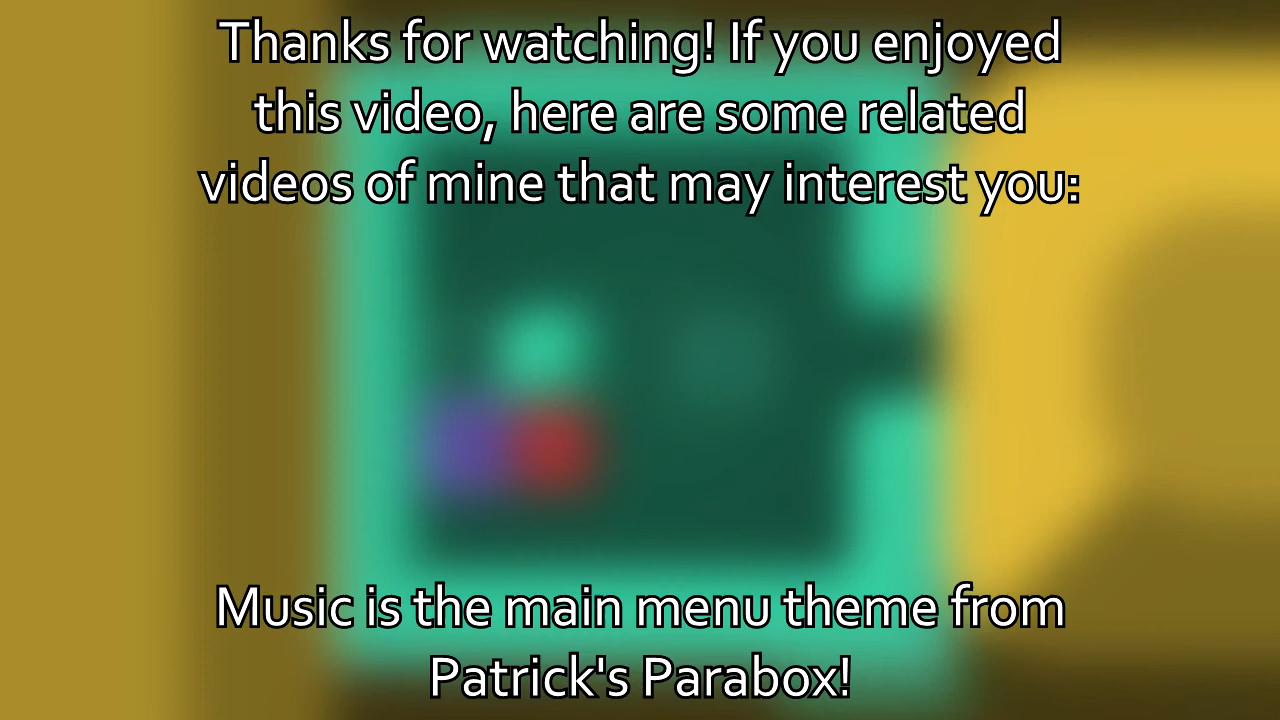 Thanks for watching! If you enjoyed
this video, here are some related
videos of mine that may interest you:
Music is the main menu theme from
Patrick's Parabox!